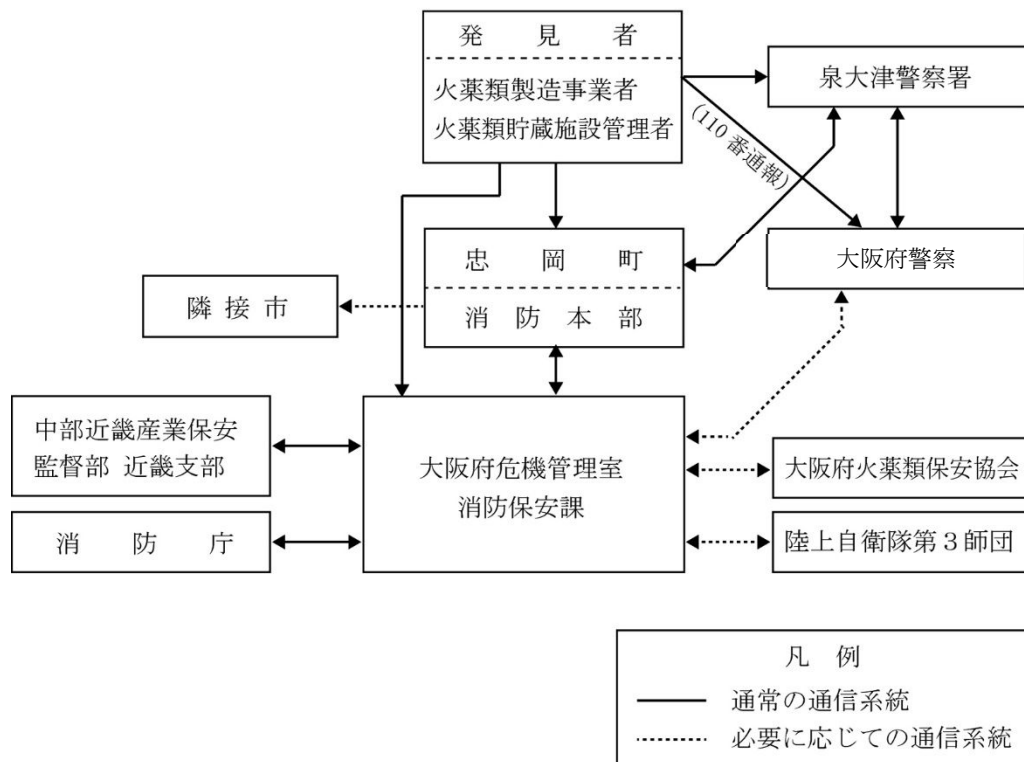 発見者
火薬類製造事業者
火薬類貯蔵施設管理者
泉大津警察署
(110番通報)
忠岡町
消防本部
大阪府警察
隣接市
中部近畿産業保安
監督部 近畿支部
大阪府危機管理室
消防保安課
大阪府火薬類保安協会
消防庁
陸上自衛隊第3師団
凡例
通常の通信系統
必要に応じての通信系統